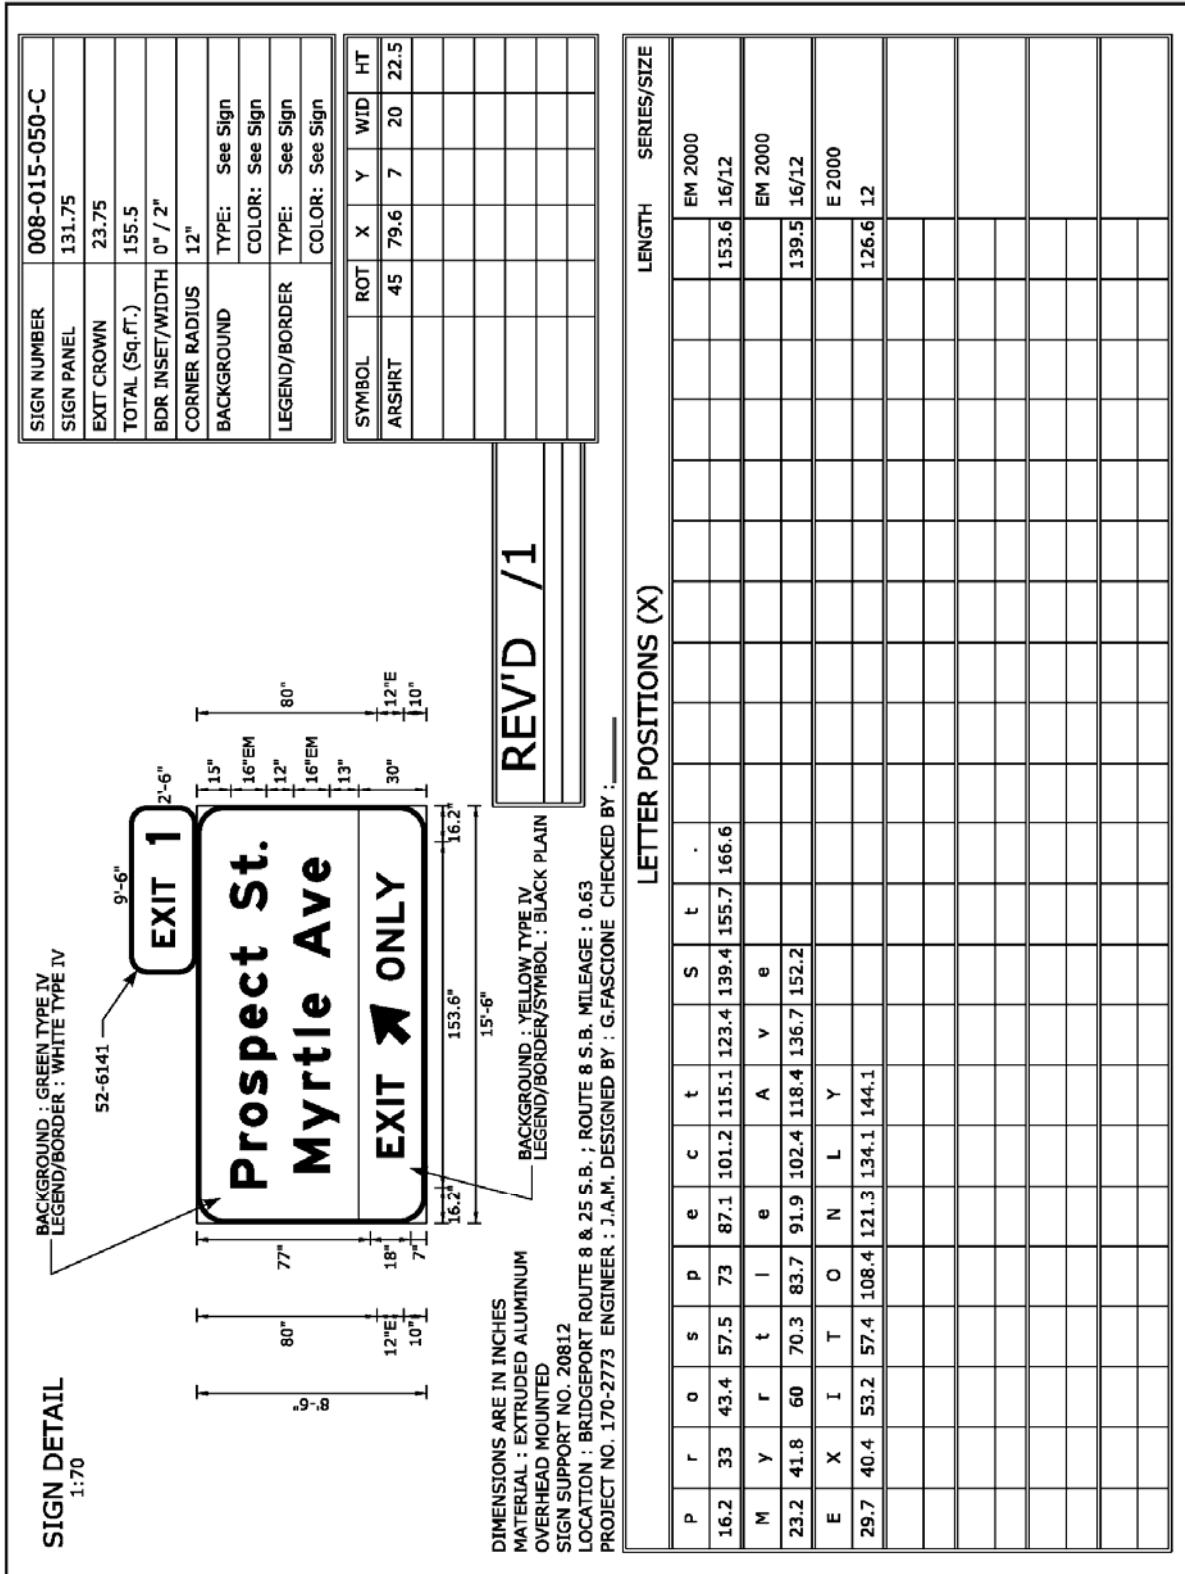 SIGN DETAIL
1:70
BACKGROUND : GREEN TYPE IV
LEGEND/BORDER : WHITE TYPE IV
52-6141
9'-6"
2'-6"
EXIT 1
Prospect St.
Myrtle Ave
EXIT ONLY
8'-6"
80"
12"E
10"
77"
18"
7"
15"
16"EM
12"
16"EM
13"
30"
80"
12"E
10"
16.2"
153.6"
16.2"
15'-6"
BACKGROUND : YELLOW TYPE IV
LEGEND/BORDER/SYMBOL : BLACK PLAIN
DIMENSIONS ARE IN INCHES
MATERIAL : EXTRUDED ALUMINUM
OVERHEAD MOUNTED
SIGN SUPPORT NO. 20812
LOCATION : BRIDGEPORT ROUTE 8 & 25 S.B. ; ROUTE 8 S.B. MILEAGE : 0.63
PROJECT NO. 170-2773 ENGINEER : J.A.M. DESIGNED BY : G.FASCIONE CHECKED BY :
REV'D /1
SIGN NUMBER 008-015-050-C
SIGN PANEL 131.75
EXIT CROWN 23.75
TOTAL (Sq.fT.) 155.5
BDR INSET/WIDTH 0" / 2"
CORNER RADIUS 12"
BACKGROUND TYPE: See Sign
COLOR: See Sign
LEGEND/BORDER TYPE: See Sign
COLOR: See Sign
SYMBOL ROT X Y WID HT
ARSHRT 45 79.6 7 20 22.5
LETTER POSITIONS (X) LENGTH SERIES/SIZE
P r o s p e c t S t . EM 2000
16.2 33 43.4 57.5 73 87.1 101.2 115.1 123.4 139.4 155.7 166.6 153.6 16/12
M y r t l e A v e EM 2000
23.2 41.8 60 70.3 83.7 91.9 102.4 118.4 136.7 152.2 139.5 16/12
E X I T O N L Y E 2000
29.7 40.4 53.2 57.4 108.4 121.3 134.1 144.1 126.6 12